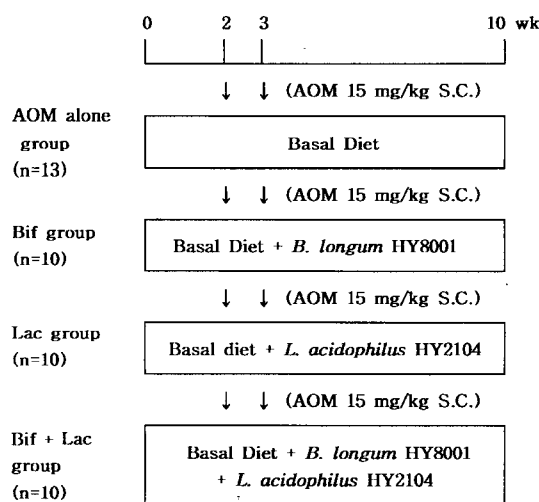 0 2 3 10 wk
↓ ↓ (AOM 15 mg/kg S.C.)
AOM alone
group
(n=13)
Basal Diet
↓ ↓ (AOM 15 mg/kg S.C.)
Bif group
(n=10)
Basal Diet + B. longum HY8001
↓ ↓ (AOM 15 mg/kg S.C.)
Lac group
(n=10)
Basal diet + L. acidophilus HY2104
↓ ↓ (AOM 15 mg/kg S.C.)
Bif + Lac
group
(n=10)
Basal Diet + B. longum HY8001
+ L. acidophilus HY2104